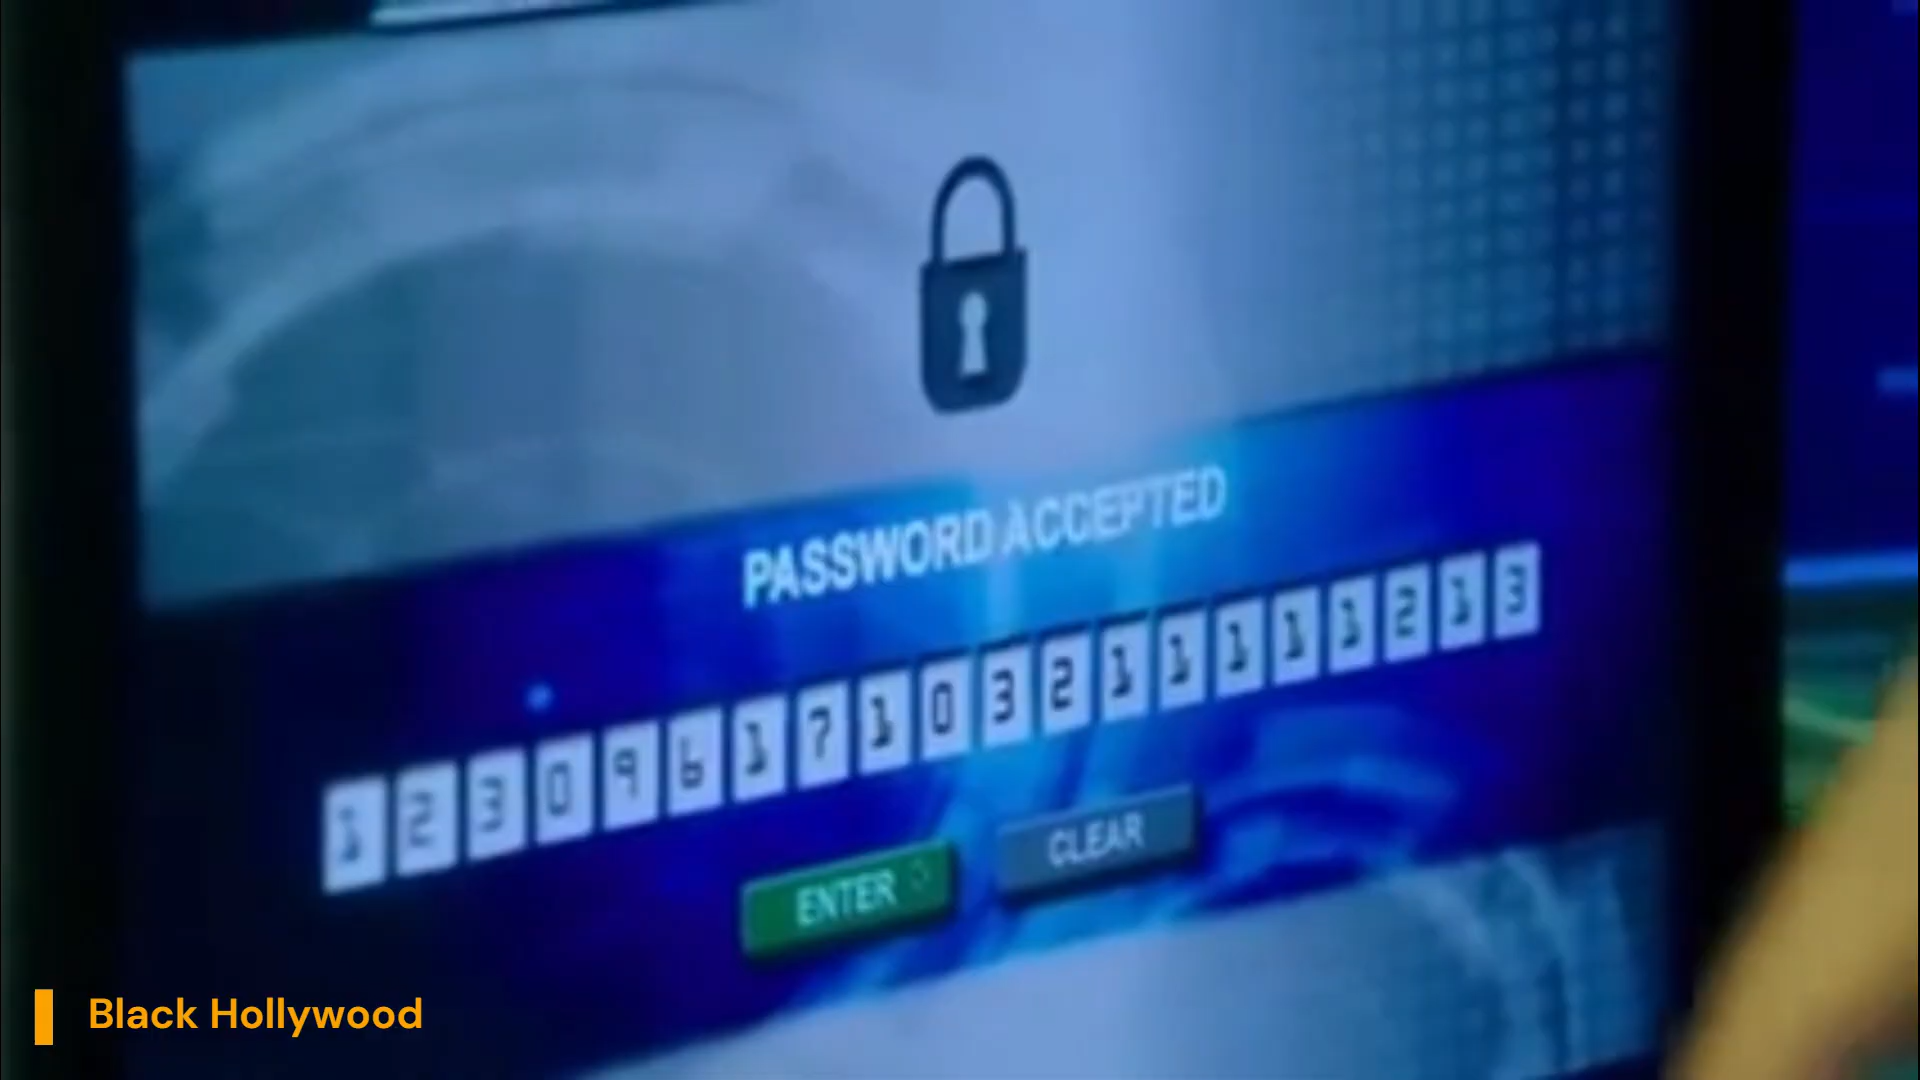 PASSWORD ACCEPTED
1 2 3 0 9 6 1 7 1 0 3 2 1 1 1 1 1 2 1 3
ENTER
CLEAR
Black Hollywood